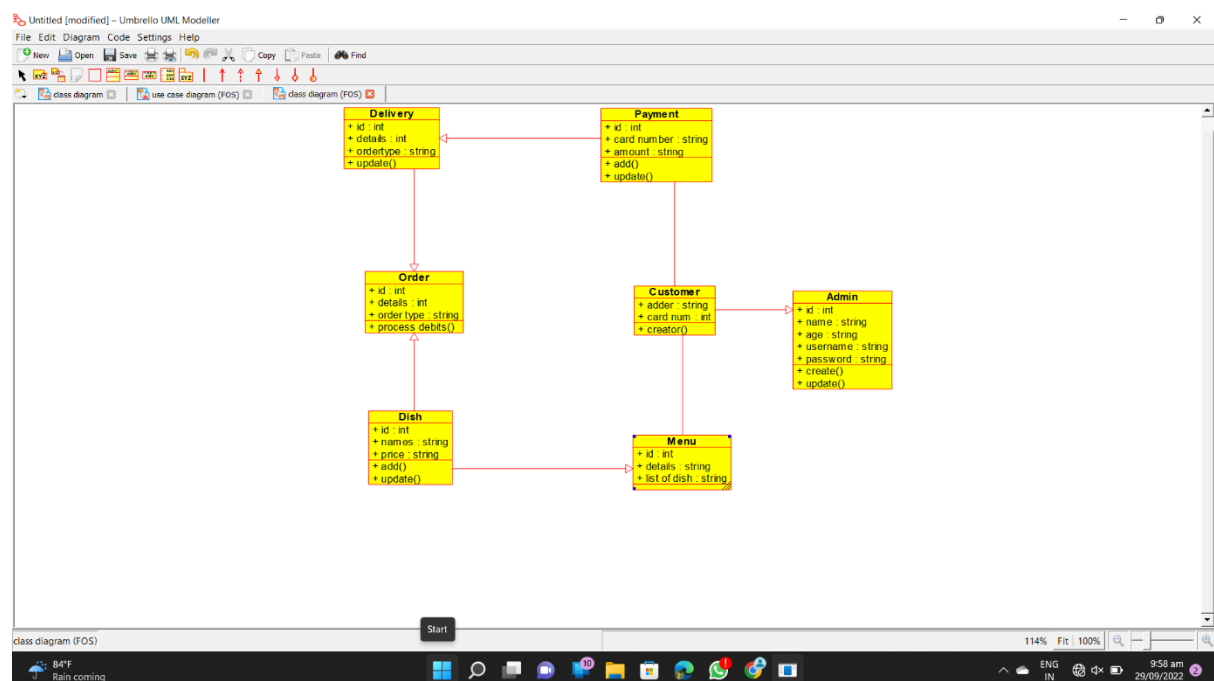 Untitled [modified] – Umbrello UML Modeller
File Edit Diagram Code Settings Help
New Open Save Copy Paste Find
class diagram use case diagram (FOS) class diagram (FOS)
Delivery
+ id : int
+ details : int
+ ordertype : string
+ update()
Payment
+ id : int
+ card number : string
+ amount : string
+ add()
+ update()
Order
+ id : int
+ details : int
+ order type : string
+ process debits()
Customer
+ adder : string
+ card num : int
+ creator()
Admin
+ id : int
+ name : string
+ age : string
+ username : string
+ password : string
+ create()
+ update()
Dish
+ id : int
+ names : string
+ price : string
+ add()
+ update()
Menu
+ id : int
+ details : string
+ list of dish : string
Start
class diagram (FOS)
114% Fit 100%
84°F
Rain coming
10
ENG
IN
9:58 am
29/09/2022
2